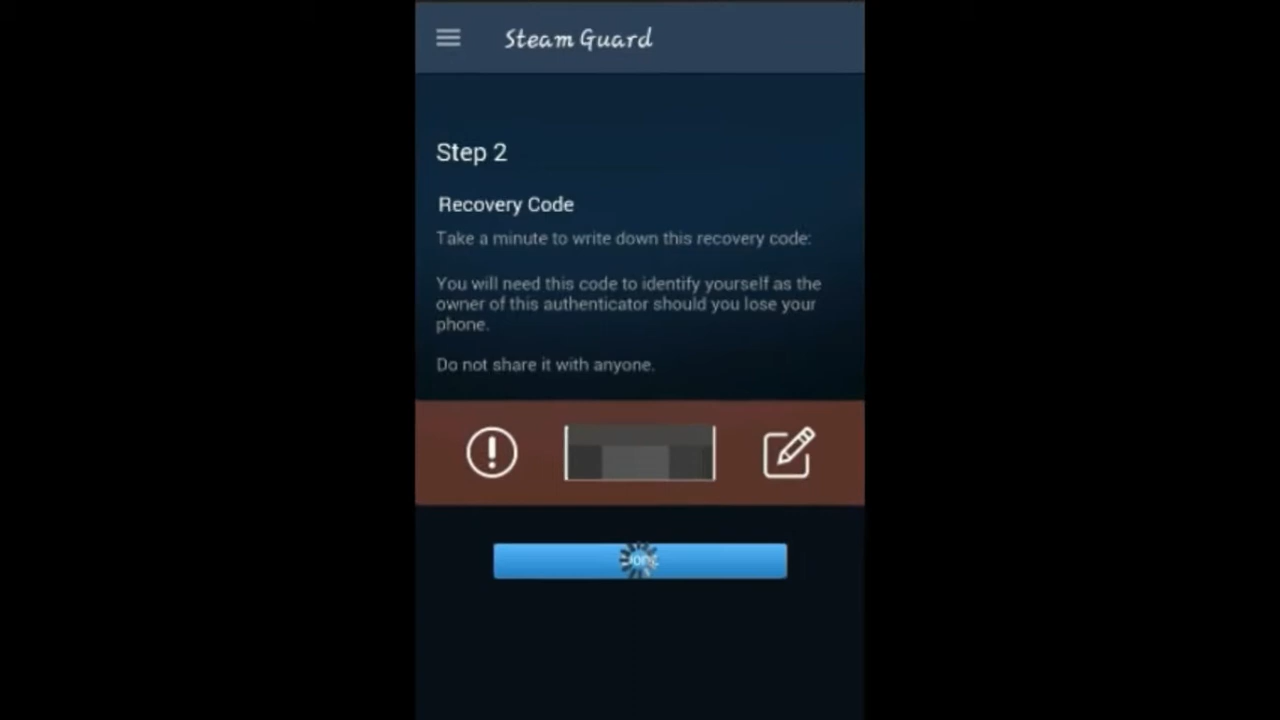 Steam Guard
Step 2
Recovery Code
Take a minute to write down this recovery code:
You will need this code to identify yourself as the
owner of this authenticator should you lose your
phone.
Do not share it with anyone.